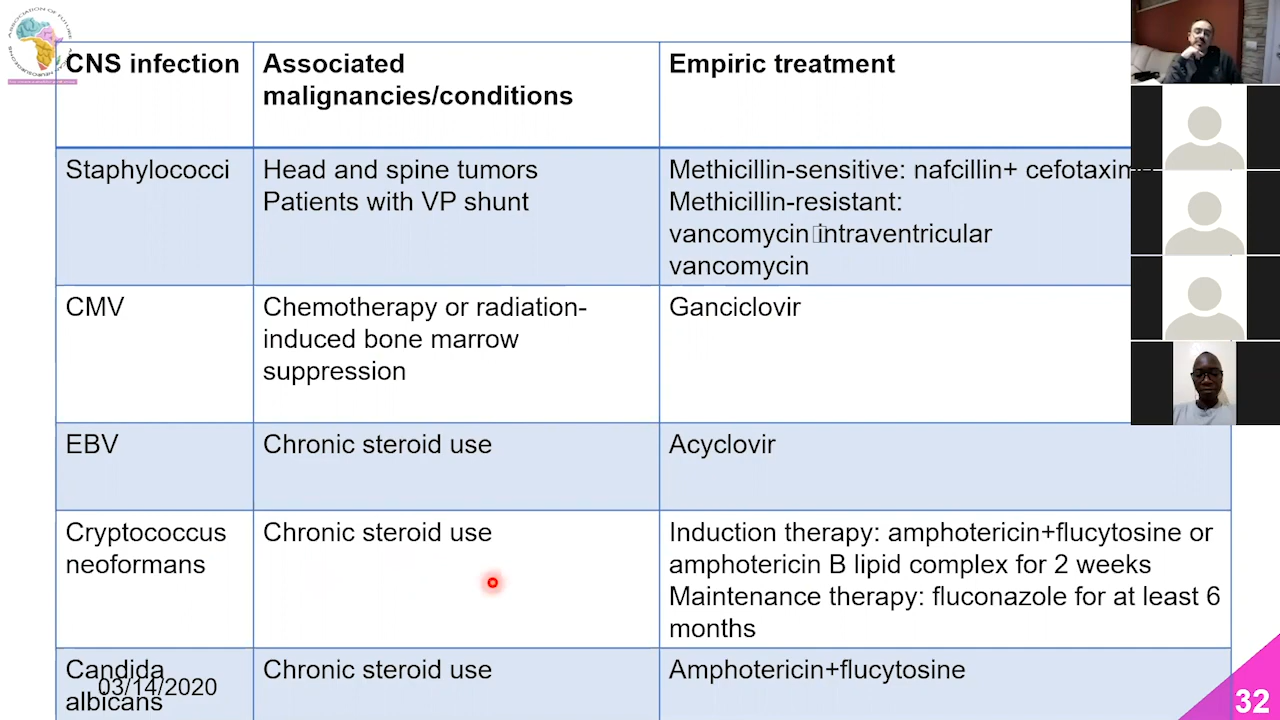 ASSOCIATION OF FUTURE
CNS infection
Associated
malignancies/conditions
Empiric treatment
Staphylococci
Head and spine tumors
Patients with VP shunt
Methicillin-sensitive: nafcillin+ cefotaxim
Methicillin-resistant:
vancomycin intraventricular
vancomycin
CMV
Chemotherapy or radiation-
induced bone marrow
suppression
Ganciclovir
EBV
Chronic steroid use
Acyclovir
Cryptococcus
neoformans
Chronic steroid use
Induction therapy: amphotericin+flucytosine or
amphotericin B lipid complex for 2 weeks
Maintenance therapy: fluconazole for at least 6
months
Candida
albicans
Chronic steroid use
Amphotericin+flucytosine
03/14/2020
32